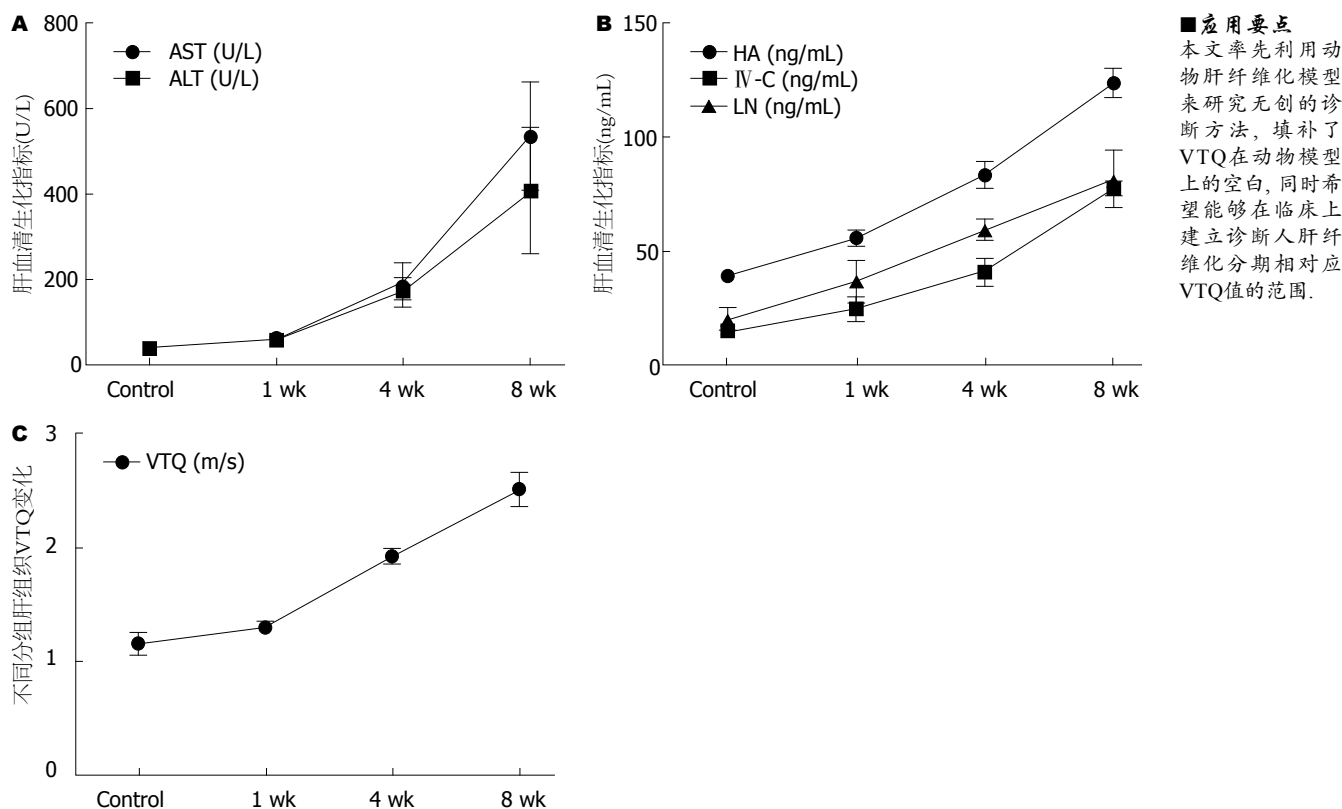 A
800
600
400
200
0
肝血清生化指标(U/L)
AST (U/L)
ALT (U/L)
Control 1 wk 4 wk 8 wk
B
150
100
50
0
肝血清生化指标(ng/mL)
HA (ng/mL)
Ⅳ-C (ng/mL)
LN (ng/mL)
Control 1 wk 4 wk 8 wk
■应用要点
本文率先利用动
物肝纤维化模型
来研究无创的诊
断方法, 填补了
VTQ在动物模型
上的空白, 同时希
望能够在临床上
建立诊断人肝纤
维化分期相对应
VTQ值的范围.
C
3
2
1
0
不同分组肝组织VTQ变化
VTQ (m/s)
Control 1 wk 4 wk 8 wk